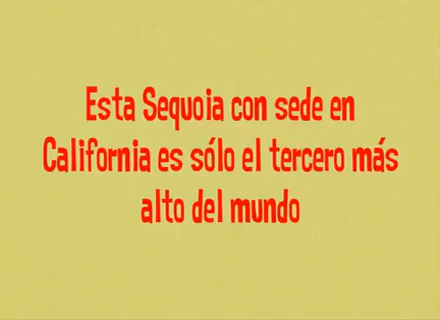 Esta Sequoia con sede en
California es sólo el tercero más
alto del mundo